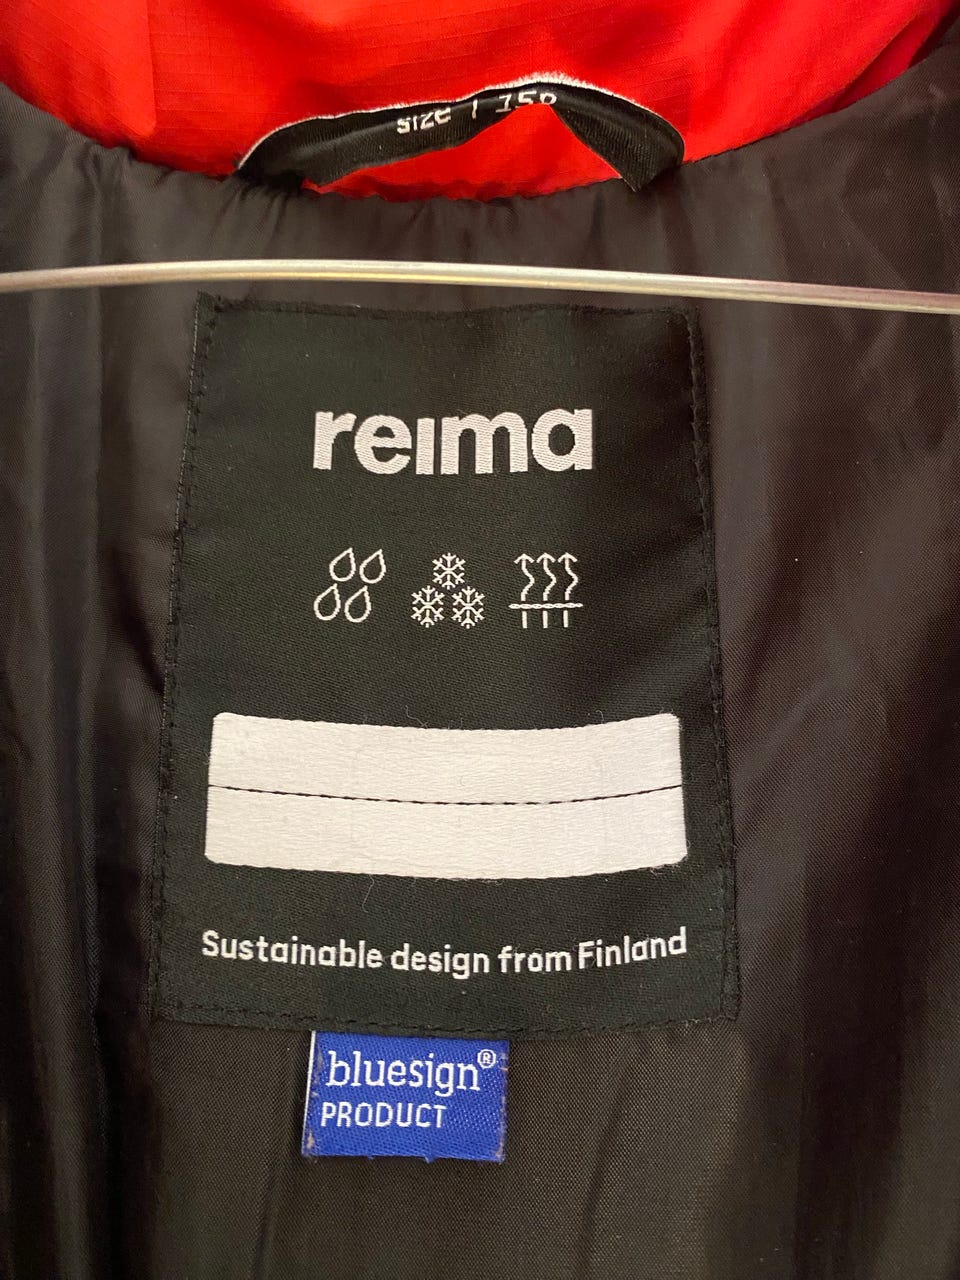 size | 158
reima
Sustainable design from Finland
bluesign®
PRODUCT